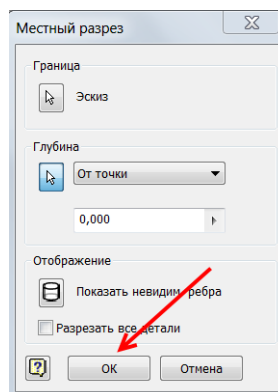 Местный разрез
Граница
Эскиз
Глубина
От точки
0,000
Отображение
Показать невидим. ребра
Разрезать все детали
ОК
Отмена